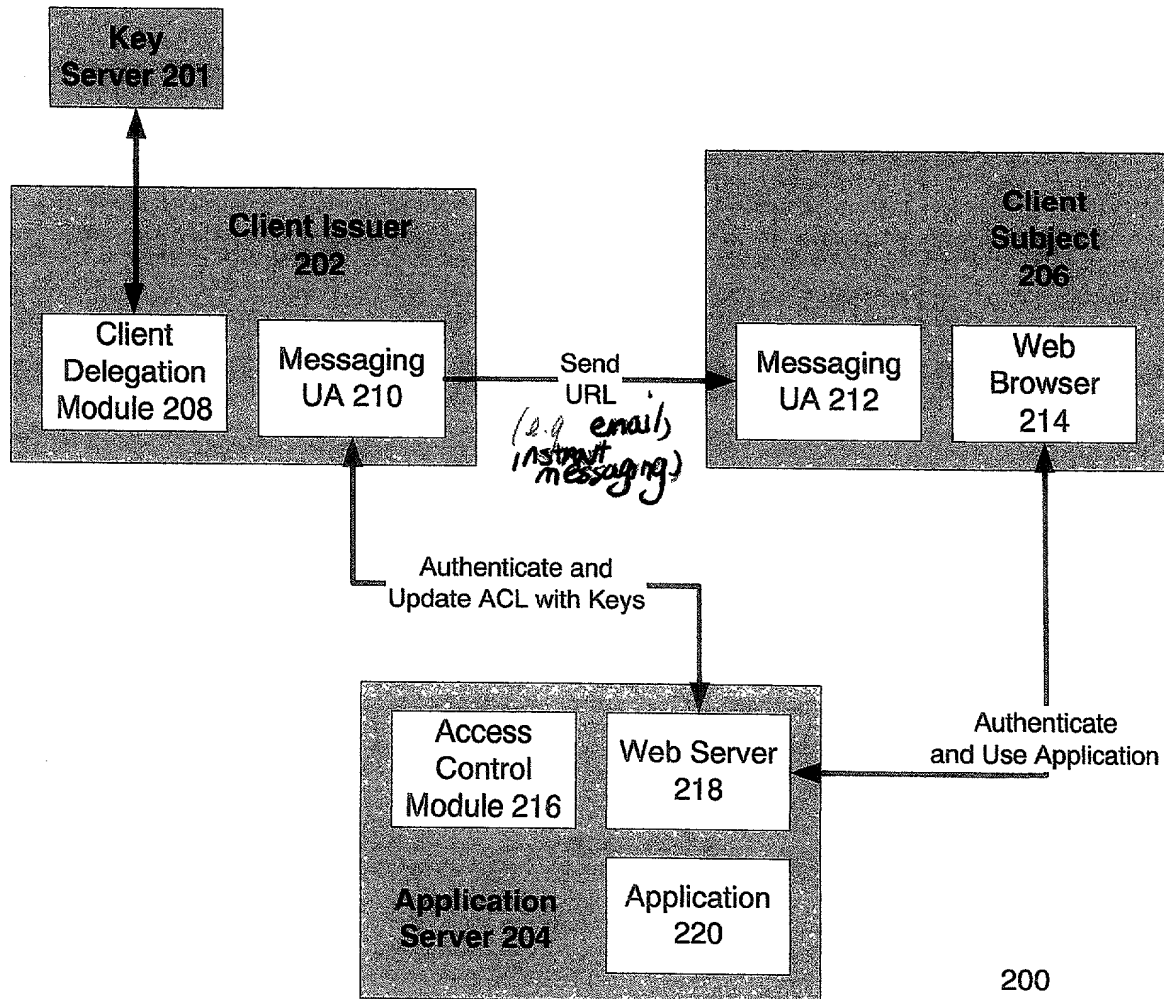 Key
Server 201
Client Issuer
202
Client
Delegation
Module 208
Messaging
UA 210
Send
URL
(e.g email,
instant
messaging)
Client
Subject
206
Messaging
UA 212
Web
Browser
214
Authenticate and
Update ACL with Keys
Access
Control
Module 216
Web Server
218
Application
Server 204
Application
220
Authenticate
and Use Application
200